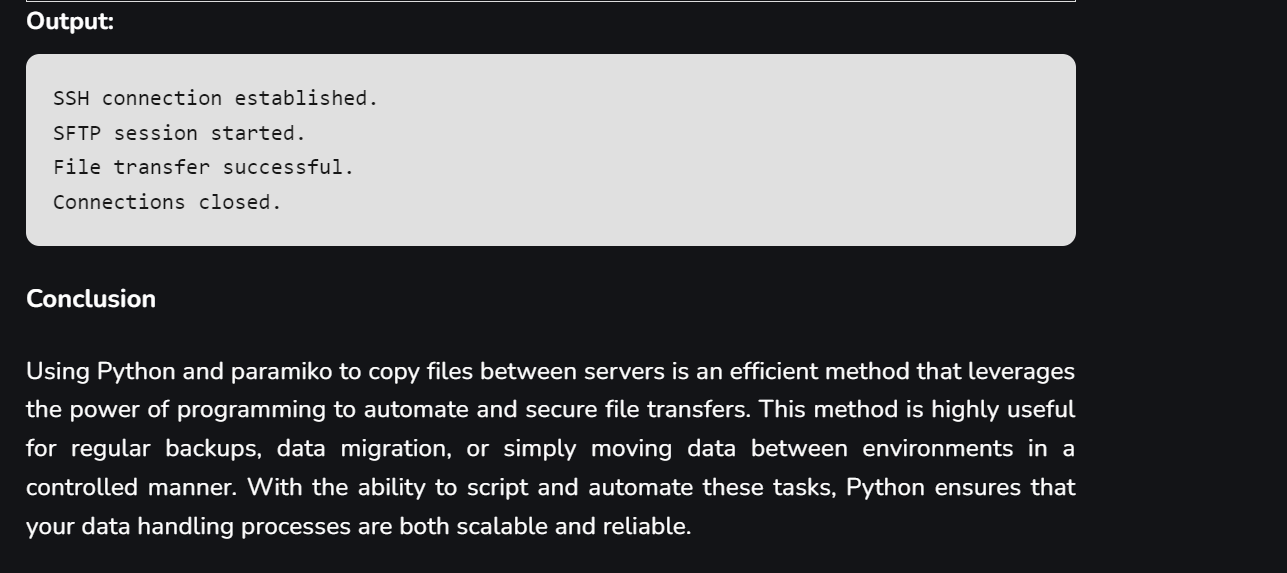 Output:
SSH connection established.
SFTP session started.
File transfer successful.
Connections closed.
Conclusion
Using Python and paramiko to copy files between servers is an efficient method that leverages
the power of programming to automate and secure file transfers. This method is highly useful
for regular backups, data migration, or simply moving data between environments in a
controlled manner. With the ability to script and automate these tasks, Python ensures that
your data handling processes are both scalable and reliable.